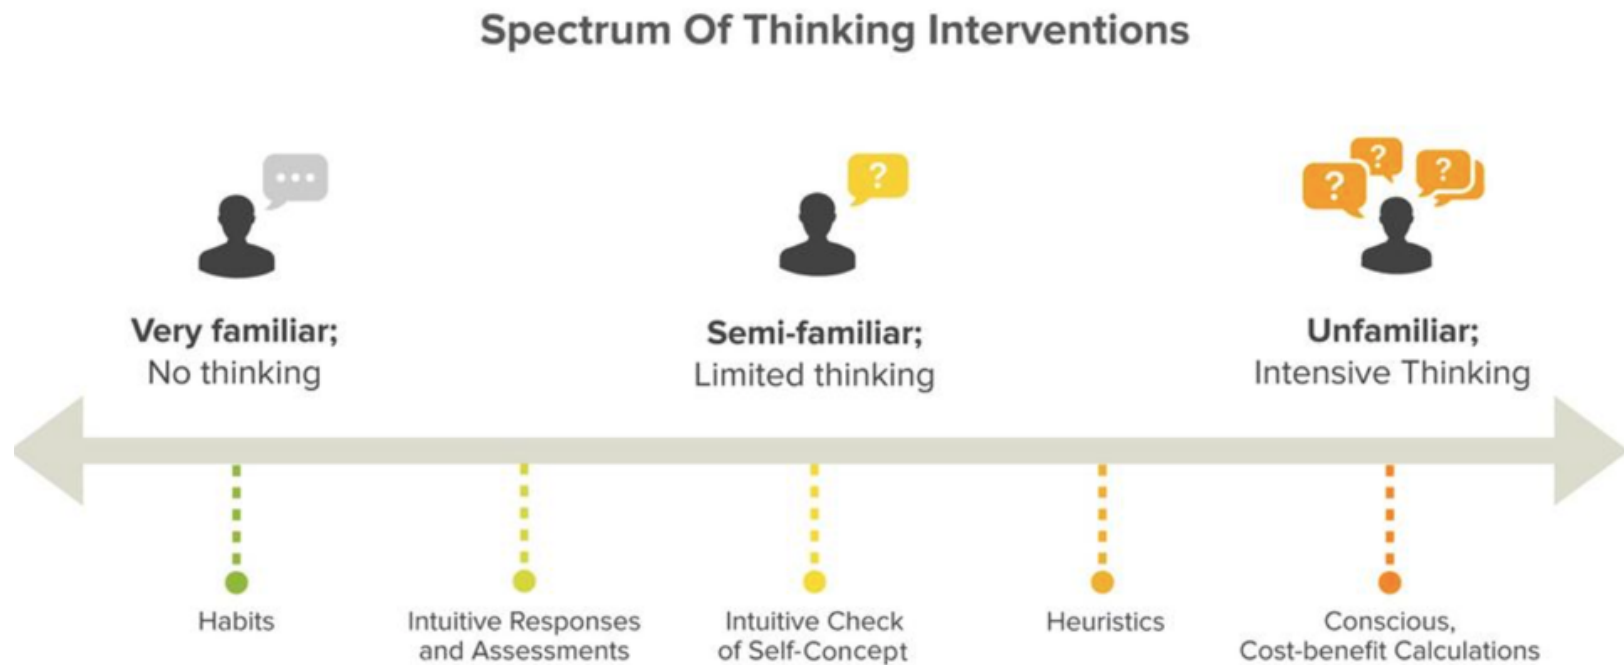 Spectrum Of Thinking Interventions
?
?
?
?
Very familiar;
No thinking
Semi-familiar;
Limited thinking
Unfamiliar;
Intensive Thinking
Habits
Intuitive Responses
and Assessments
Intuitive Check
of Self-Concept
Heuristics
Conscious,
Cost-benefit Calculations